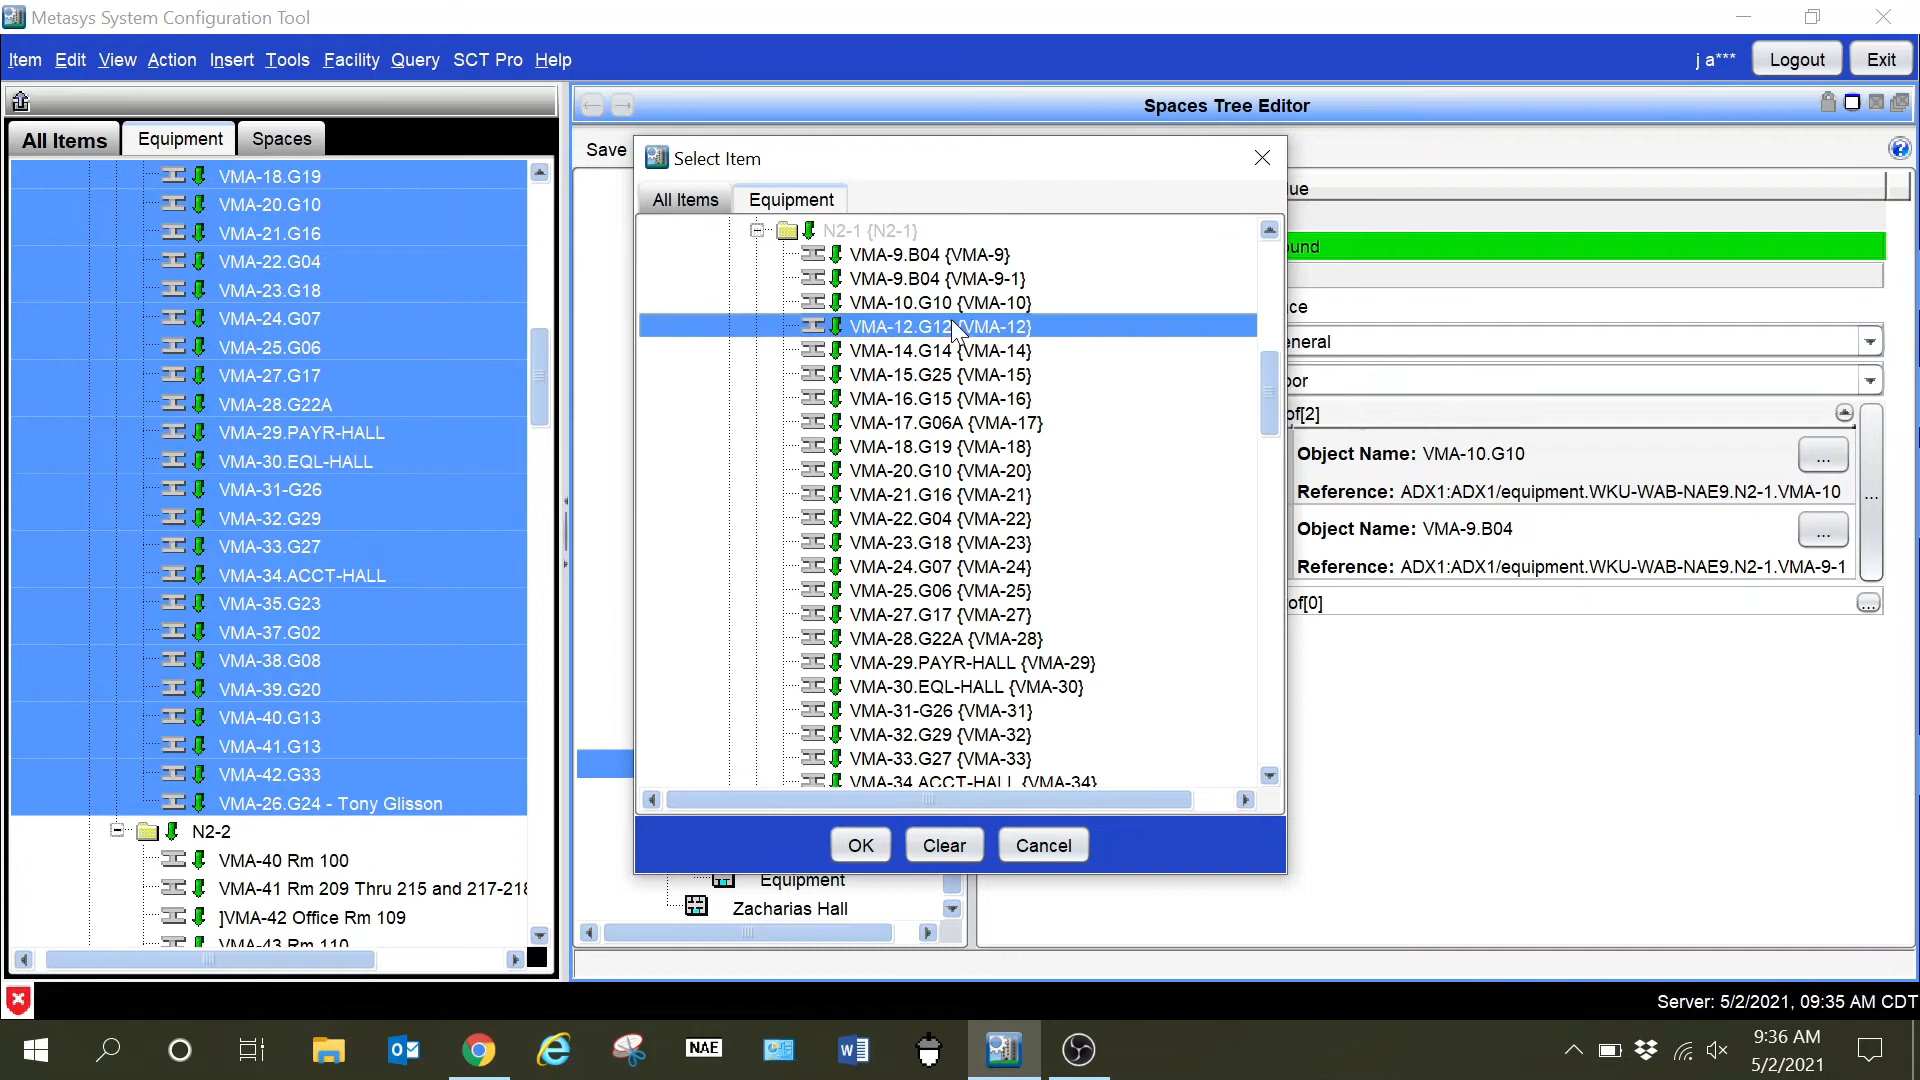 Metasys System Configuration Tool
Item Edit View Action Insert Tools Facility Query SCT Pro Help
j a*** Logout Exit
All Items Equipment Spaces
VMA-18.G19
VMA-20.G10
VMA-21.G16
VMA-22.G04
VMA-23.G18
VMA-24.G07
VMA-25.G06
VMA-27.G17
VMA-28.G22A
VMA-29.PAYR-HALL
VMA-30.EQL-HALL
VMA-31-G26
VMA-32.G29
VMA-33.G27
VMA-34.ACCT-HALL
VMA-35.G23
VMA-37.G02
VMA-38.G08
VMA-39.G20
VMA-40.G13
VMA-41.G13
VMA-42.G33
VMA-26.G24 - Tony Glisson
N2-2
VMA-40 Rm 100
VMA-41 Rm 209 Thru 215 and 217-218
]VMA-42 Office Rm 109
VMA-43 Rm 110
Spaces Tree Editor
Save
Select Item
All Items Equipment
N2-1 {N2-1}
VMA-9.B04 {VMA-9}
VMA-9.B04 {VMA-9-1}
VMA-10.G10 {VMA-10}
VMA-12.G12 {VMA-12}
VMA-14.G14 {VMA-14}
VMA-15.G25 {VMA-15}
VMA-16.G15 {VMA-16}
VMA-17.G06A {VMA-17}
VMA-18.G19 {VMA-18}
VMA-20.G10 {VMA-20}
VMA-21.G16 {VMA-21}
VMA-22.G04 {VMA-22}
VMA-23.G18 {VMA-23}
VMA-24.G07 {VMA-24}
VMA-25.G06 {VMA-25}
VMA-27.G17 {VMA-27}
VMA-28.G22A {VMA-28}
VMA-29.PAYR-HALL {VMA-29}
VMA-30.EQL-HALL {VMA-30}
VMA-31-G26 {VMA-31}
VMA-32.G29 {VMA-32}
VMA-33.G27 {VMA-33}
VMA-34.ACCT-HALL {VMA-34}
OK Clear Cancel
Equipment
Zacharias Hall
ue
und
ce
eneral
oor
of[2]
Object Name: VMA-10.G10 ...
Reference: ADX1:ADX1/equipment.WKU-WAB-NAE9.N2-1.VMA-10
...
Object Name: VMA-9.B04 ...
Reference: ADX1:ADX1/equipment.WKU-WAB-NAE9.N2-1.VMA-9-1
of[0] ...
Server: 5/2/2021, 09:35 AM CDT
NAE
9:36 AM
5/2/2021